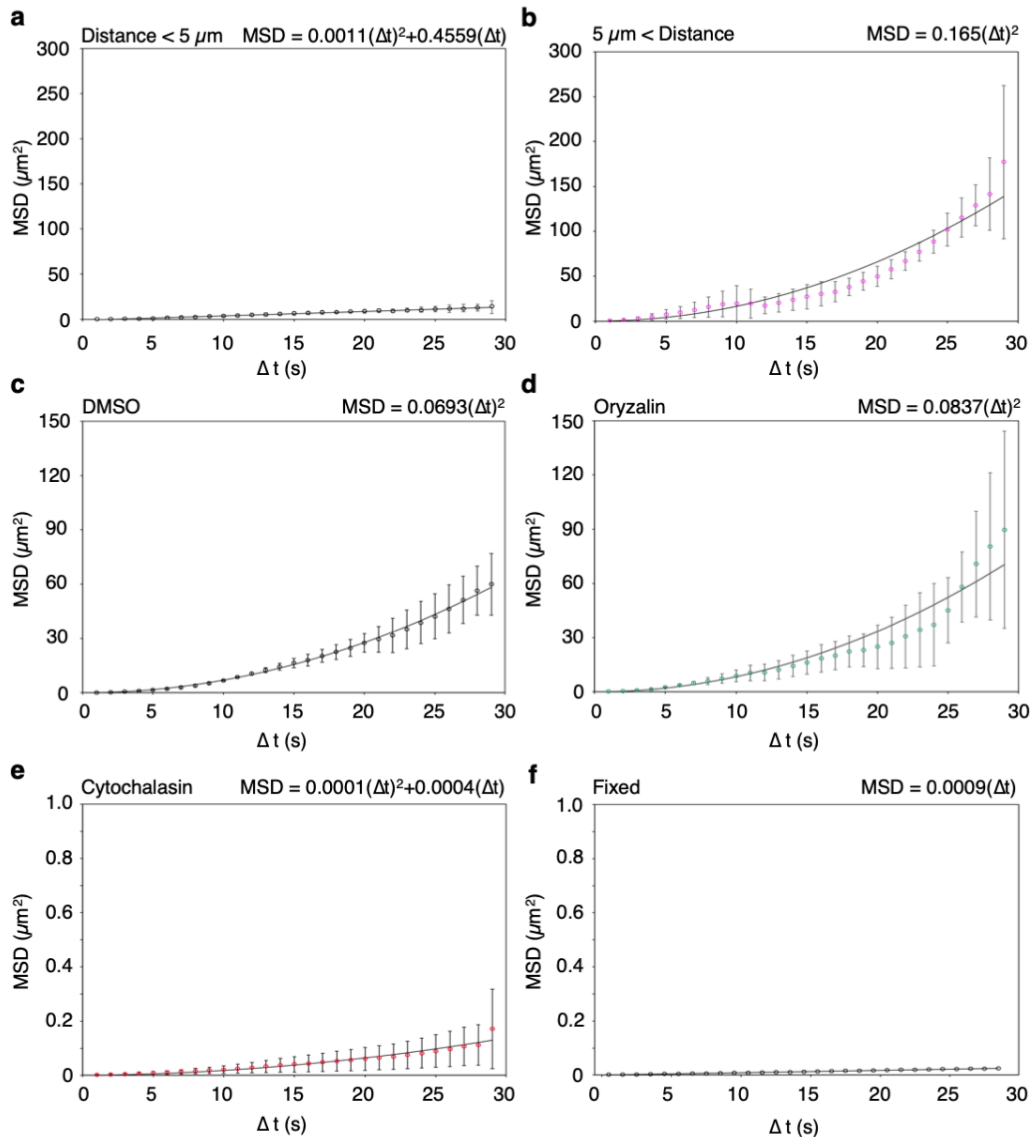 a
Distance < 5 µm MSD = 0.0011(Δt)²+0.4559(Δt)
300
250
200
150
100
50
0
MSD (µm²)
0 5 10 15 20 25 30
Δ t (s)
b
5 µm < Distance MSD = 0.165(Δt)²
300
250
200
150
100
50
0
MSD (µm²)
0 5 10 15 20 25 30
Δ t (s)
c
DMSO MSD = 0.0693(Δt)²
150
120
90
60
30
0
MSD (µm²)
0 5 10 15 20 25 30
Δ t (s)
d
Oryzalin MSD = 0.0837(Δt)²
150
120
90
60
30
0
MSD (µm²)
0 5 10 15 20 25 30
Δ t (s)
e
Cytochalasin MSD = 0.0001(Δt)²+0.0004(Δt)
1.0
0.8
0.6
0.4
0.2
0
MSD (µm²)
0 5 10 15 20 25 30
Δ t (s)
f
Fixed MSD = 0.0009(Δt)
1.0
0.8
0.6
0.4
0.2
0
MSD (µm²)
0 5 10 15 20 25 30
Δ t (s)